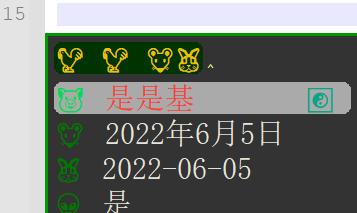 15
🐓 🐓 🐭🐰‸
🐷 是是基 ☯
🐭 2022年6月5日
🐰 2022-06-05
💀 是